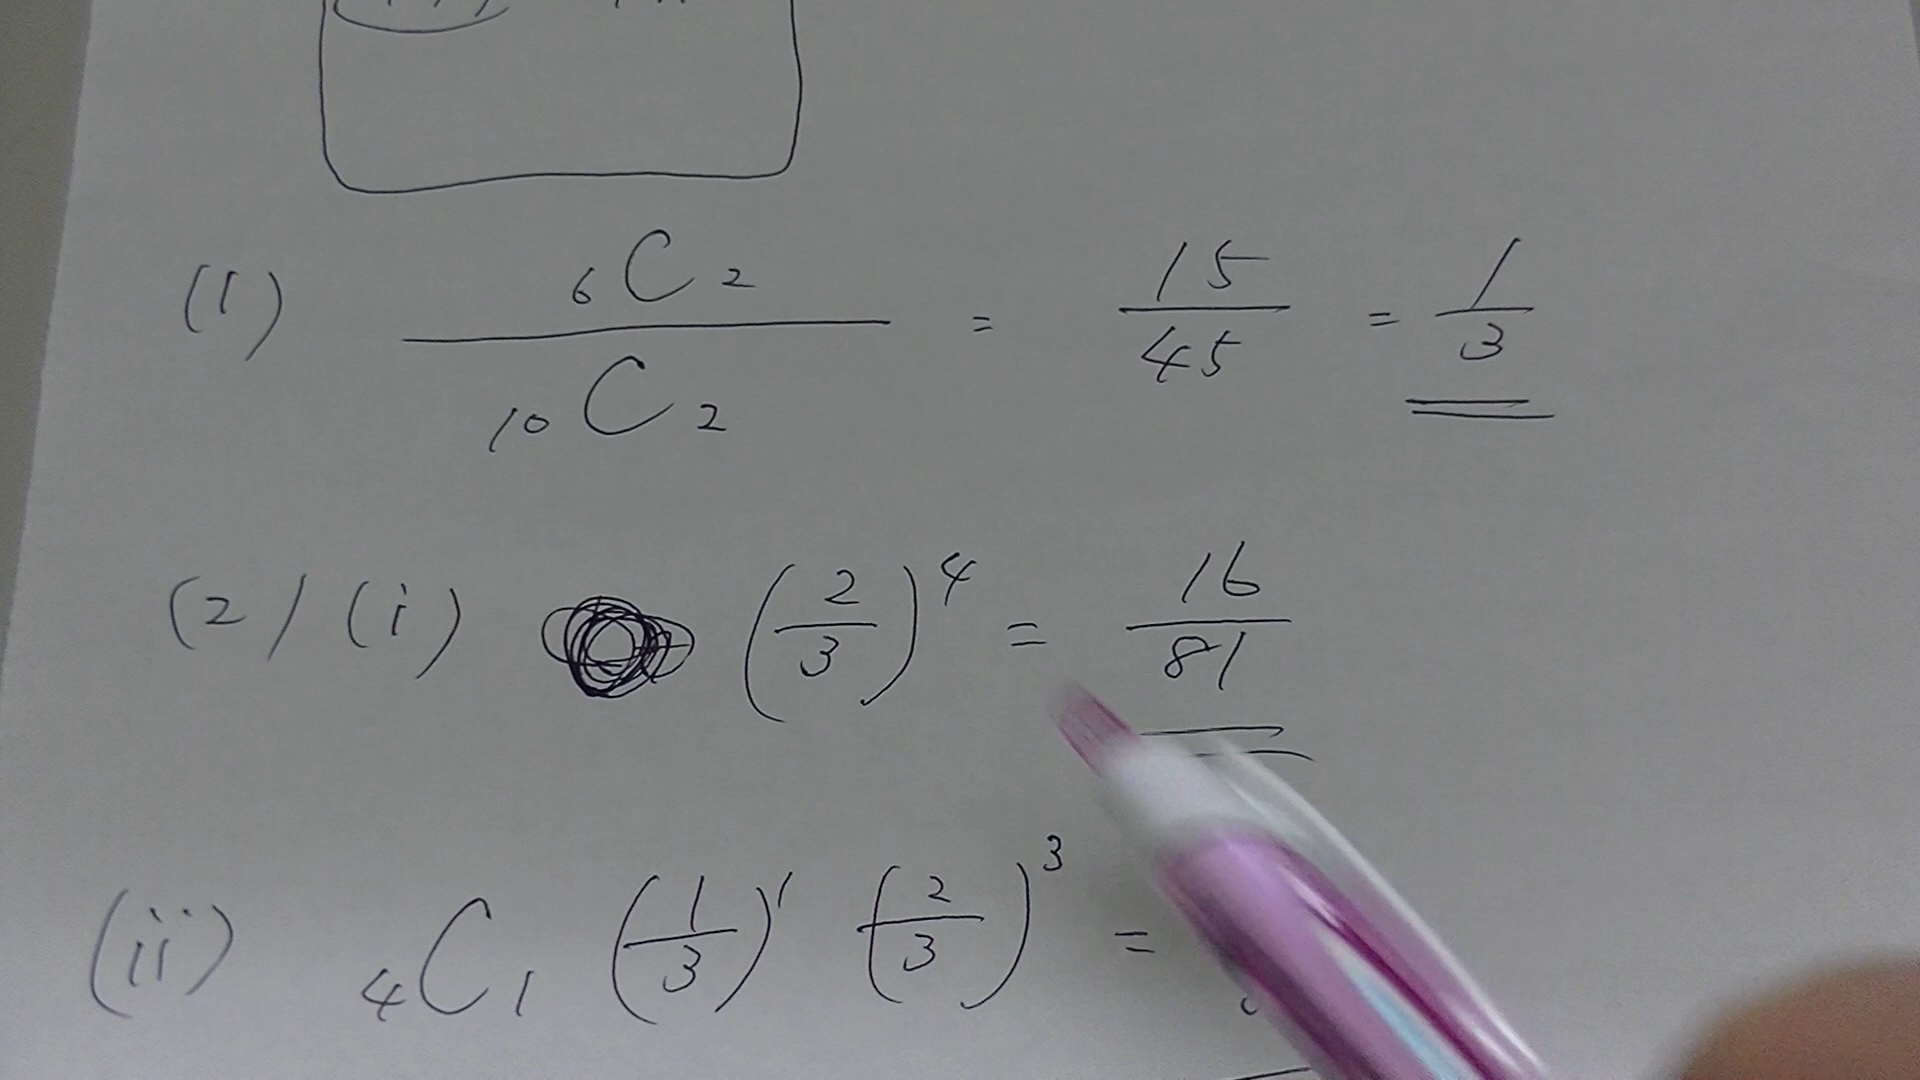 (1) 6C2 / 10C2 = 15/45 = 1/3
(2) (i) (2/3)^4 = 16/81
(ii) 4C1 (1/3)^1 (2/3)^3 =